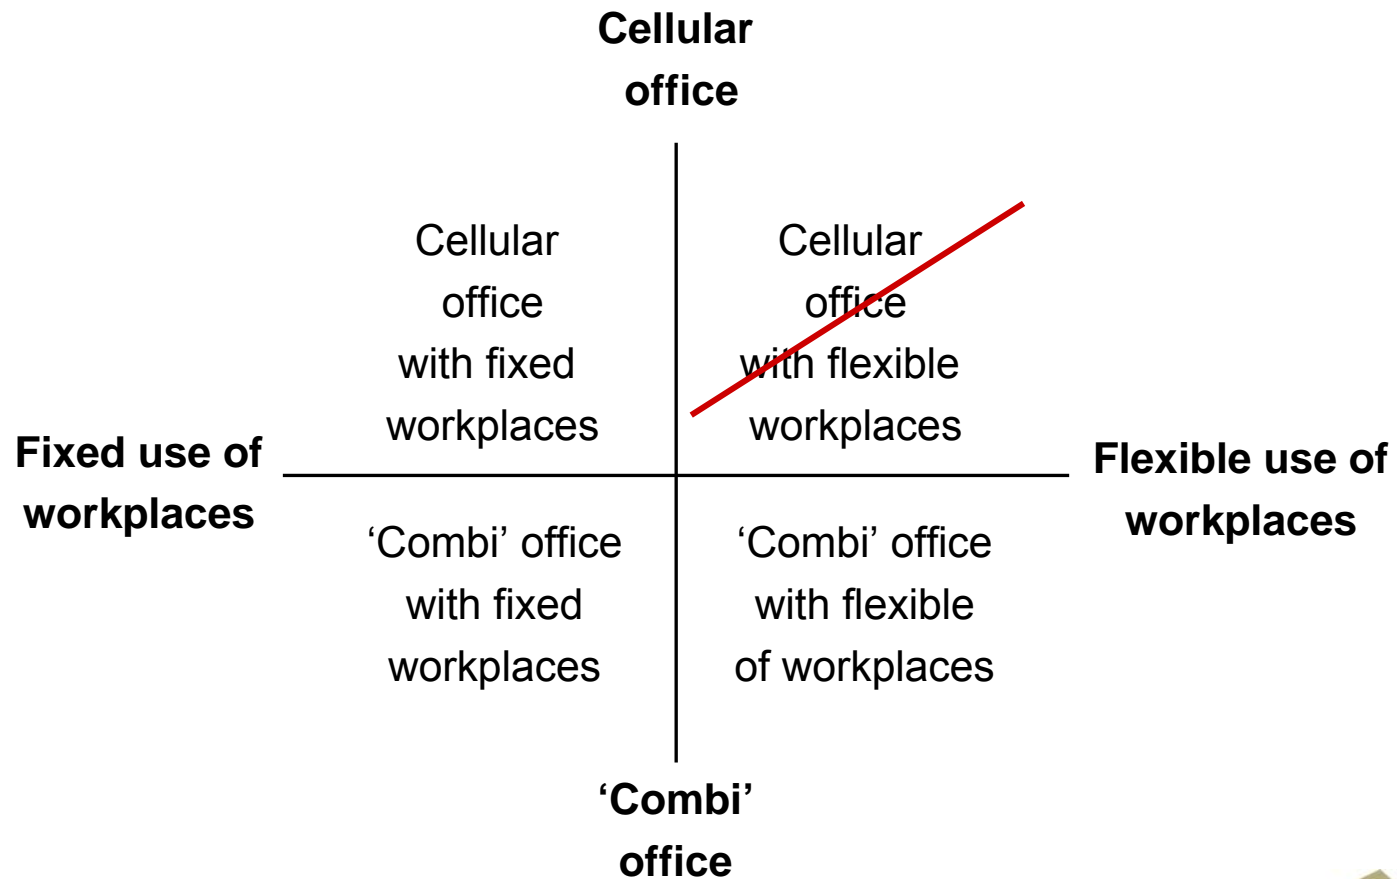 Cellular
office
Cellular
office
with fixed
workplaces
Cellular
office
with flexible
workplaces
Fixed use of
workplaces
Flexible use of
workplaces
‘Combi’ office
with fixed
workplaces
‘Combi’ office
with flexible
of workplaces
‘Combi’
office